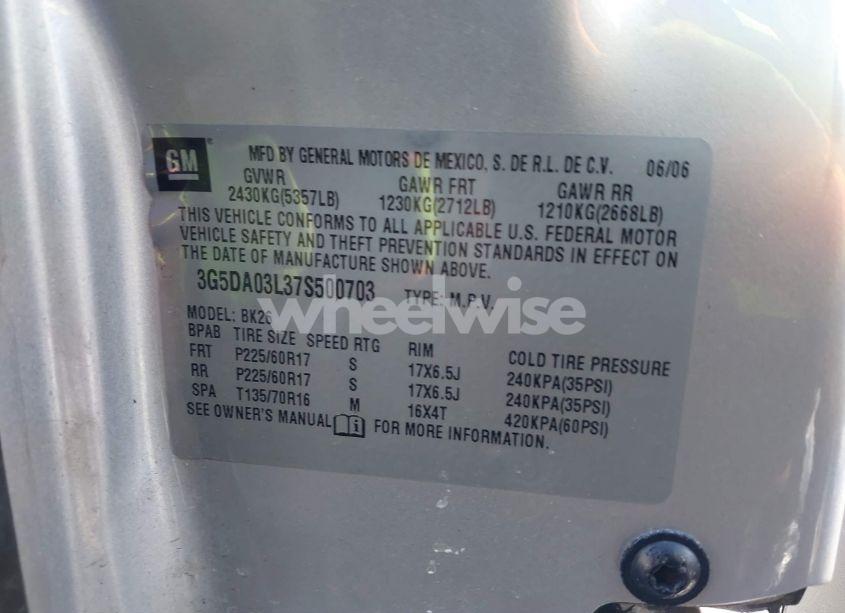 GM
MFD BY GENERAL MOTORS DE MEXICO, S. DE R.L. DE C.V. 06/06
GVWR GAWR FRT GAWR RR
2430KG(5357LB) 1230KG(2712LB) 1210KG(2668LB)
THIS VEHICLE CONFORMS TO ALL APPLICABLE U.S. FEDERAL MOTOR
VEHICLE SAFETY AND THEFT PREVENTION STANDARDS IN EFFECT ON
THE DATE OF MANUFACTURE SHOWN ABOVE.
3G5DA03L37S500703 TYPE: M.P.V.
wheelwise
MODEL: BK26
BPAB TIRE SIZE SPEED RTG RIM COLD TIRE PRESSURE
FRT P225/60R17 S 17X6.5J 240KPA(35PSI)
RR P225/60R17 S 17X6.5J 240KPA(35PSI)
SPA T135/70R16 M 16X4T 420KPA(60PSI)
SEE OWNER'S MANUAL FOR MORE INFORMATION.